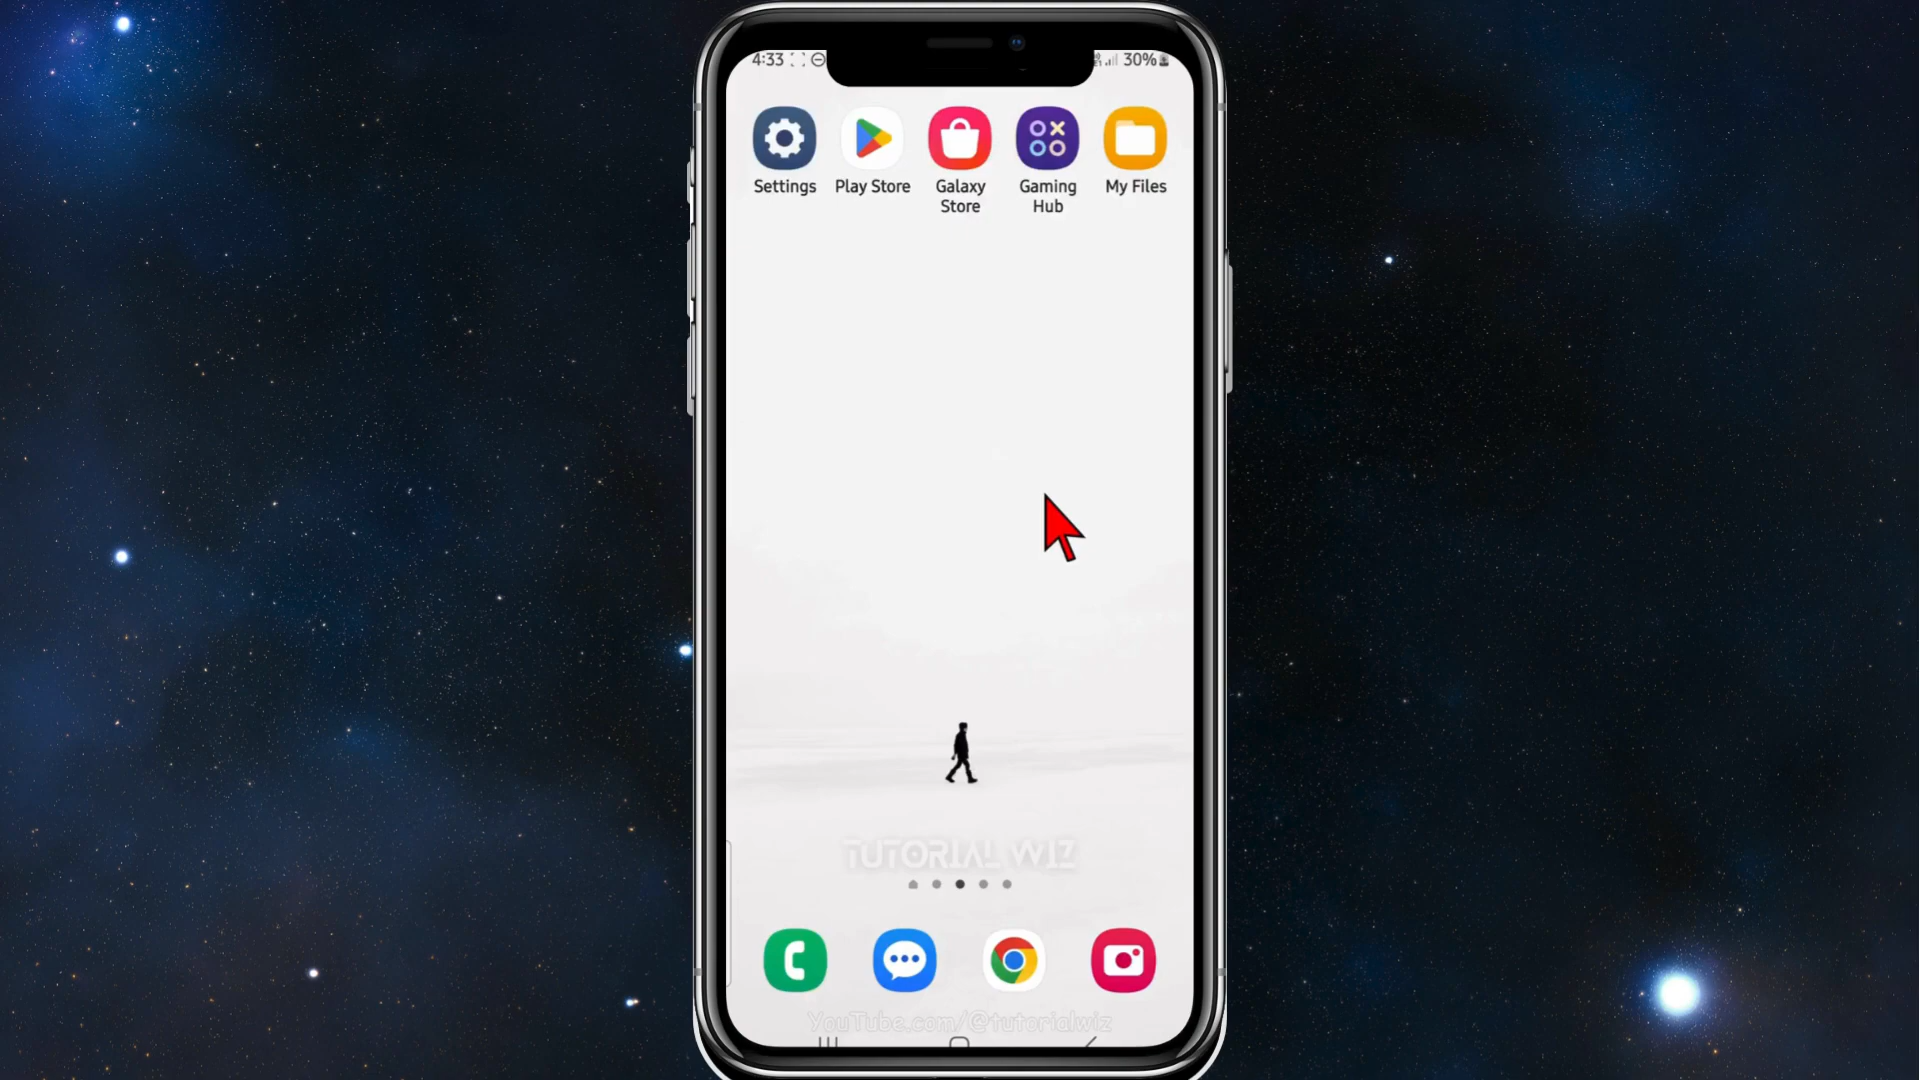 4:33
30%
Settings Play Store Galaxy Store Gaming Hub My Files
TUTORIAL WIZ
YouTube.com/@tutorialwiz